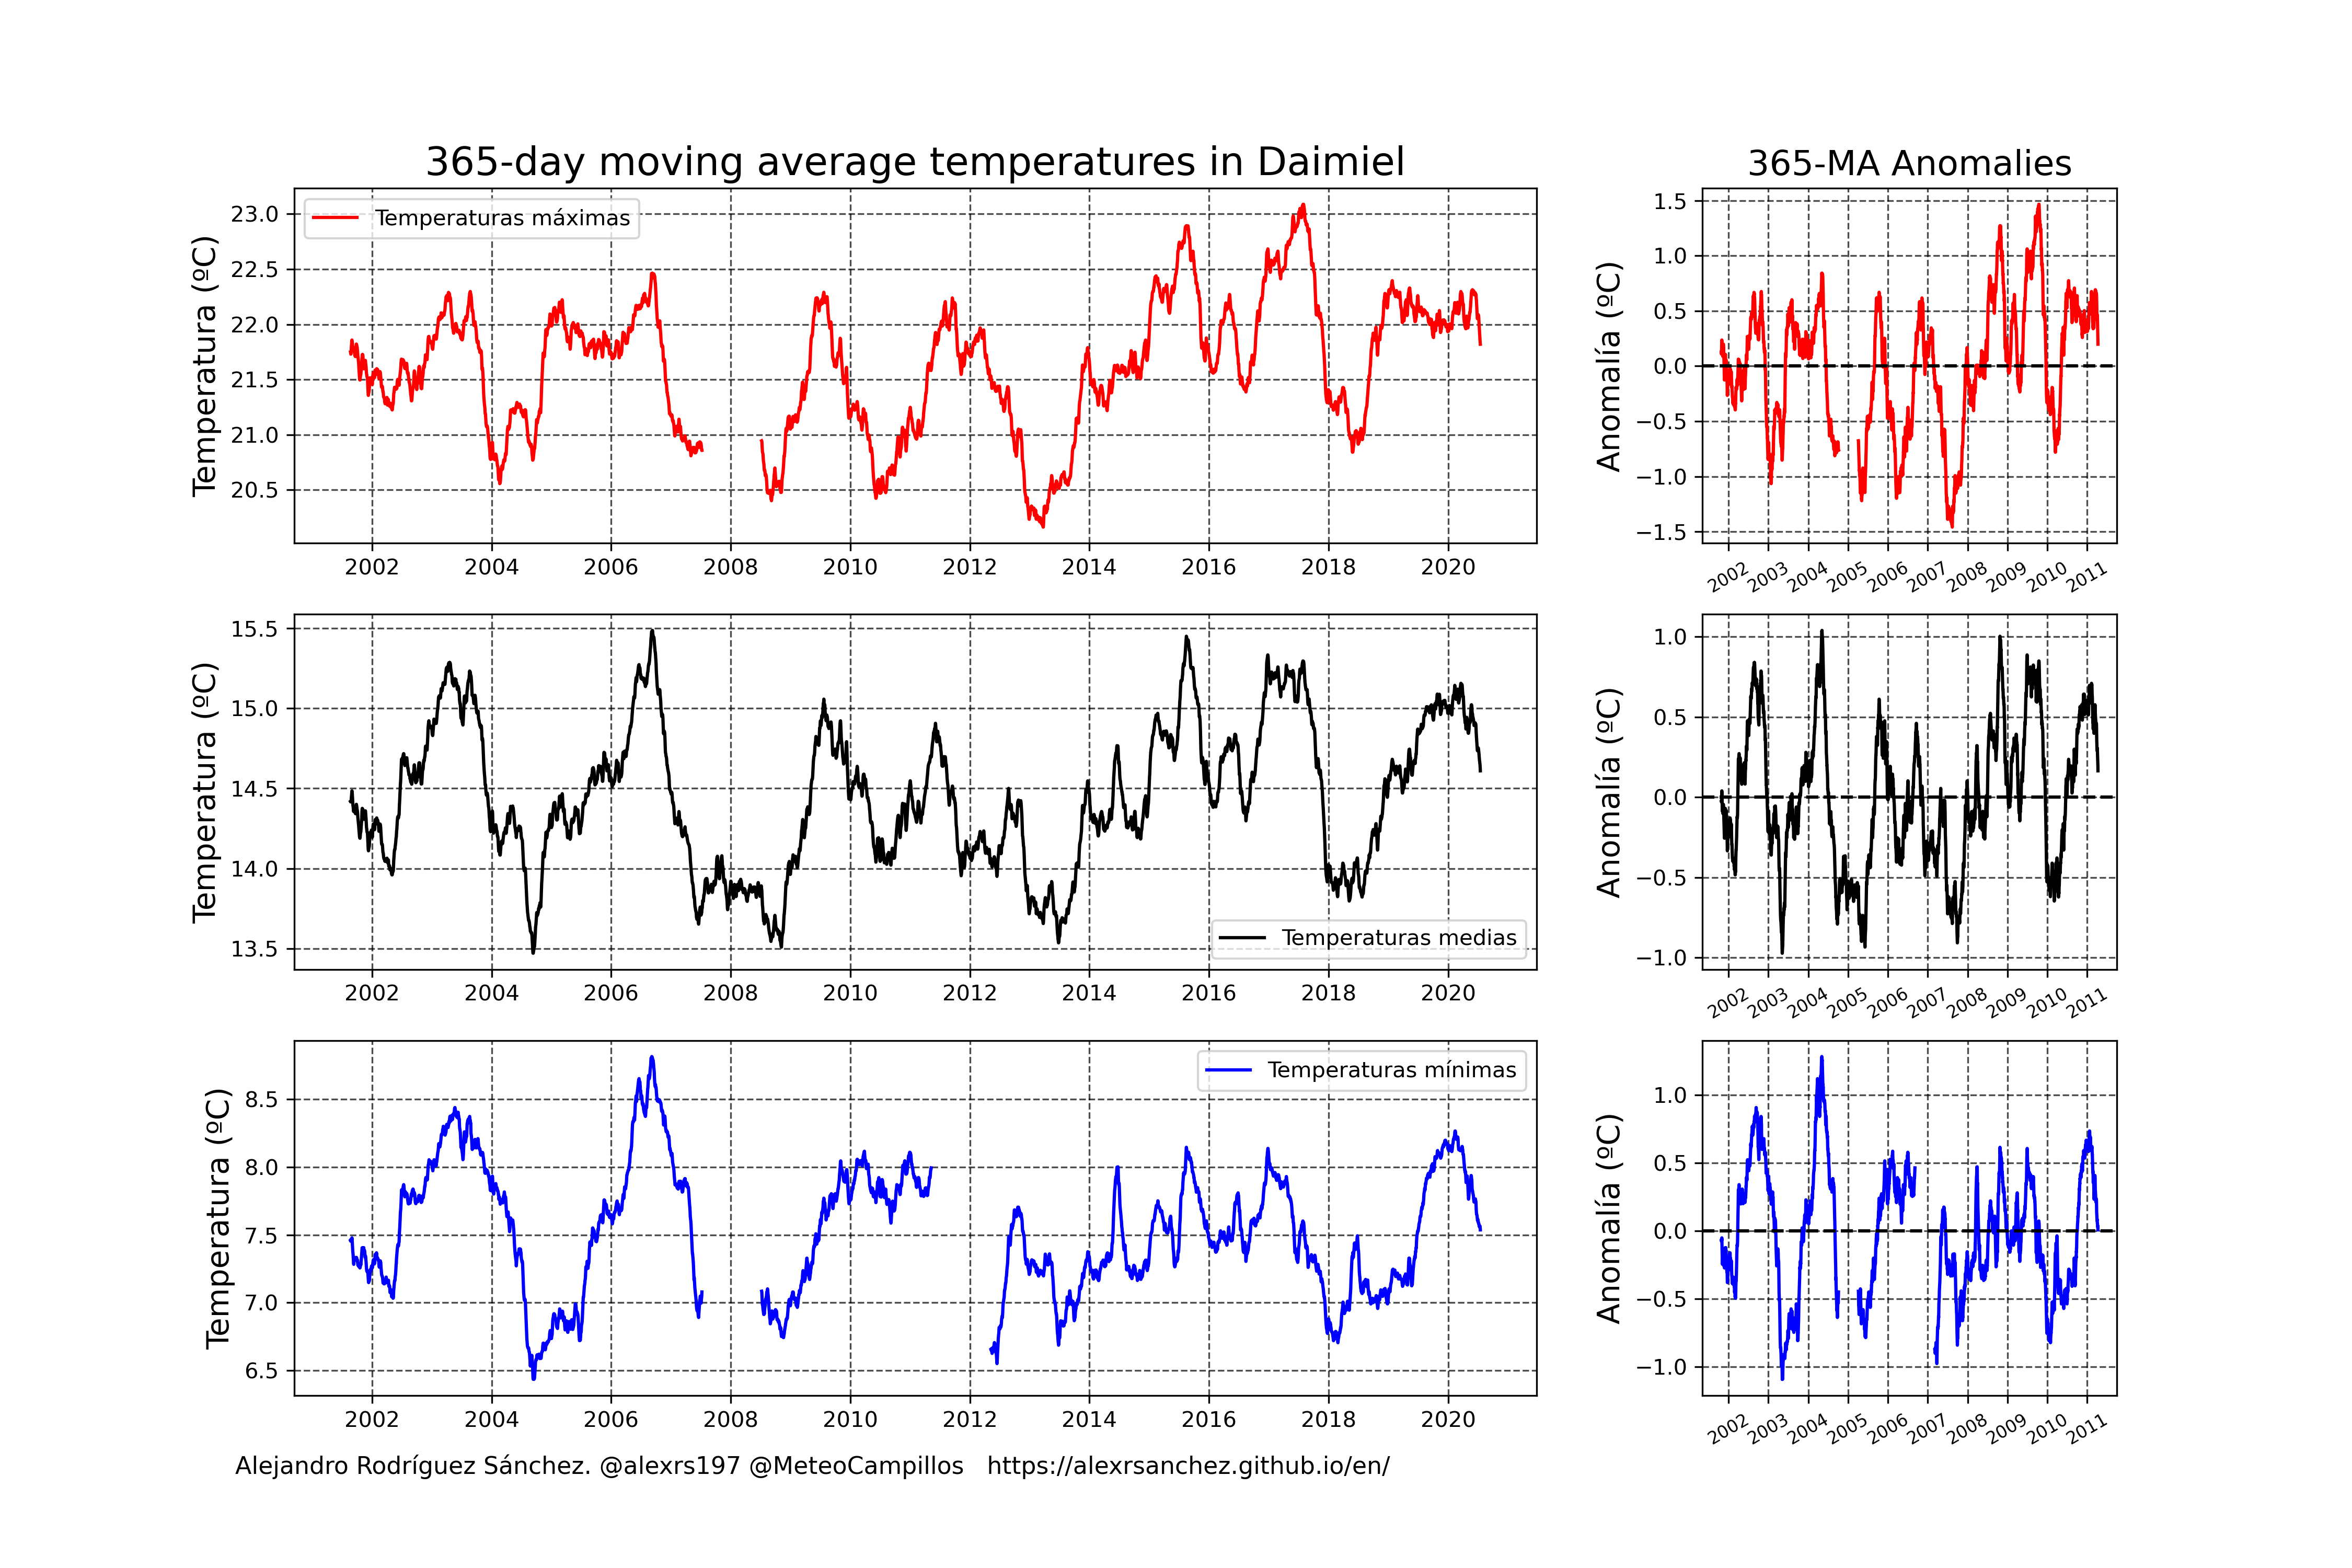 365-day moving average temperatures in Daimiel
365-MA Anomalies
Temperatura (ºC)
23.0
22.5
22.0
21.5
21.0
20.5
Temperaturas máximas
2002 2004 2006 2008 2010 2012 2014 2016 2018 2020
Anomalía (ºC)
1.5
1.0
0.5
0.0
−0.5
−1.0
−1.5
2002 2003 2004 2005 2006 2007 2008 2009 2010 2011
Temperatura (ºC)
15.5
15.0
14.5
14.0
13.5
Temperaturas medias
2002 2004 2006 2008 2010 2012 2014 2016 2018 2020
Anomalía (ºC)
1.0
0.5
0.0
−0.5
−1.0
2002 2003 2004 2005 2006 2007 2008 2009 2010 2011
Temperatura (ºC)
8.5
8.0
7.5
7.0
6.5
Temperaturas mínimas
2002 2004 2006 2008 2010 2012 2014 2016 2018 2020
Anomalía (ºC)
1.0
0.5
0.0
−0.5
−1.0
2002 2003 2004 2005 2006 2007 2008 2009 2010 2011
Alejandro Rodríguez Sánchez. @alexrs197 @MeteoCampillos https://alexrsanchez.github.io/en/